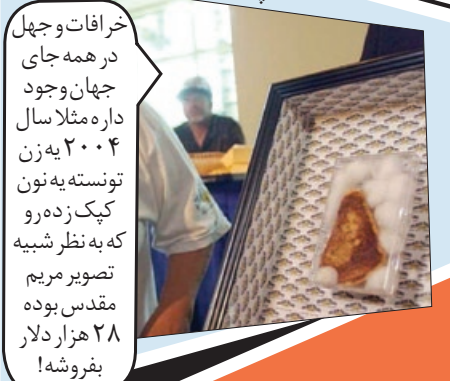 خرافات و جهل
در همه جای
جهان وجود
داره مثلا سال
۲۰۰۴ یه زن
تونسته یه نون
کپک زده رو
که به نظر شبیه
تصویر مریم
مقدس بوده
۲۸ هزار دلار
بفروشه!